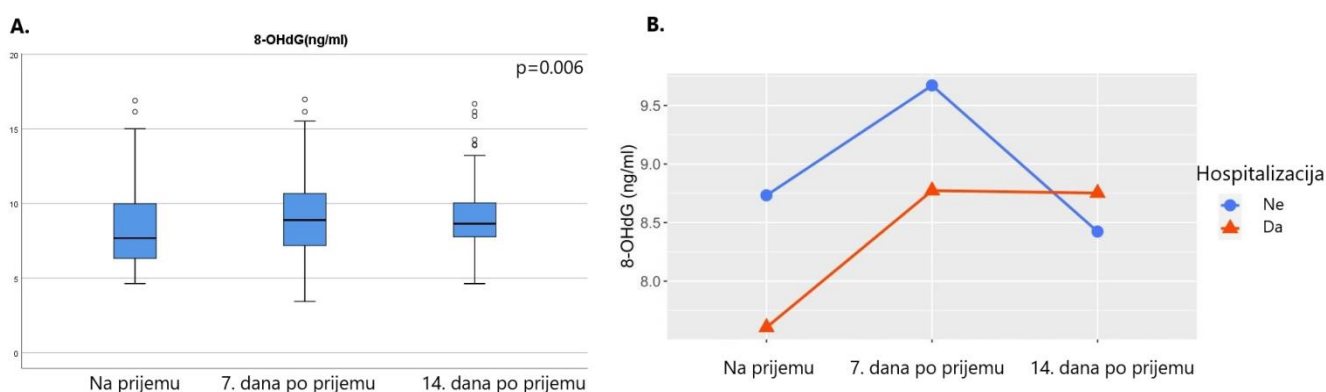 A.
8-OHdG(ng/ml)
p=0.006
20
15
10
5
0
Na prijemu
7. dana po prijemu
14. dana po prijemu
B.
8-OHdG (ng/ml)
9.5
9.0
8.5
8.0
Na prijemu
7. dana po prijemu
14. dana po prijemu
Hospitalizacija
Ne
Da